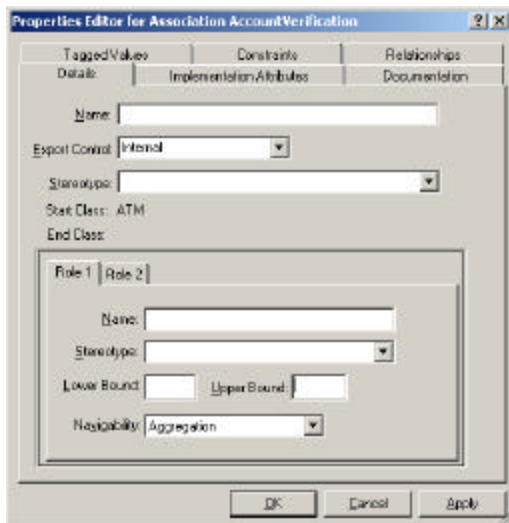 Properties Editor for Association AccountVerification
Tagged Values Constraints Relationships
Details Implementation Attributes Documentation
Name:
Export Control: Internal
Stereotype:
Start Class: ATM
End Class:
Role 1 Role 2
Name:
Stereotype:
Lower Bound: Upper Bound:
Navigability: Aggregation
OK Cancel Apply